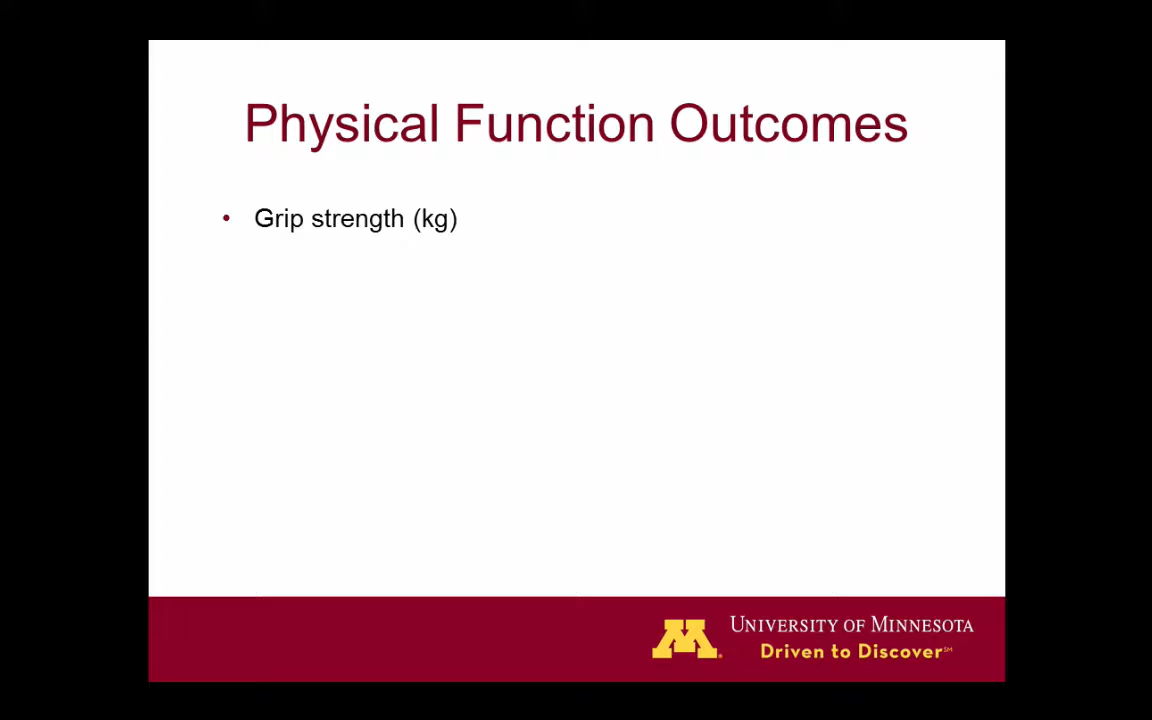 Physical Function Outcomes
• Grip strength (kg)
M
UNIVERSITY OF MINNESOTA
Driven to Discover℠